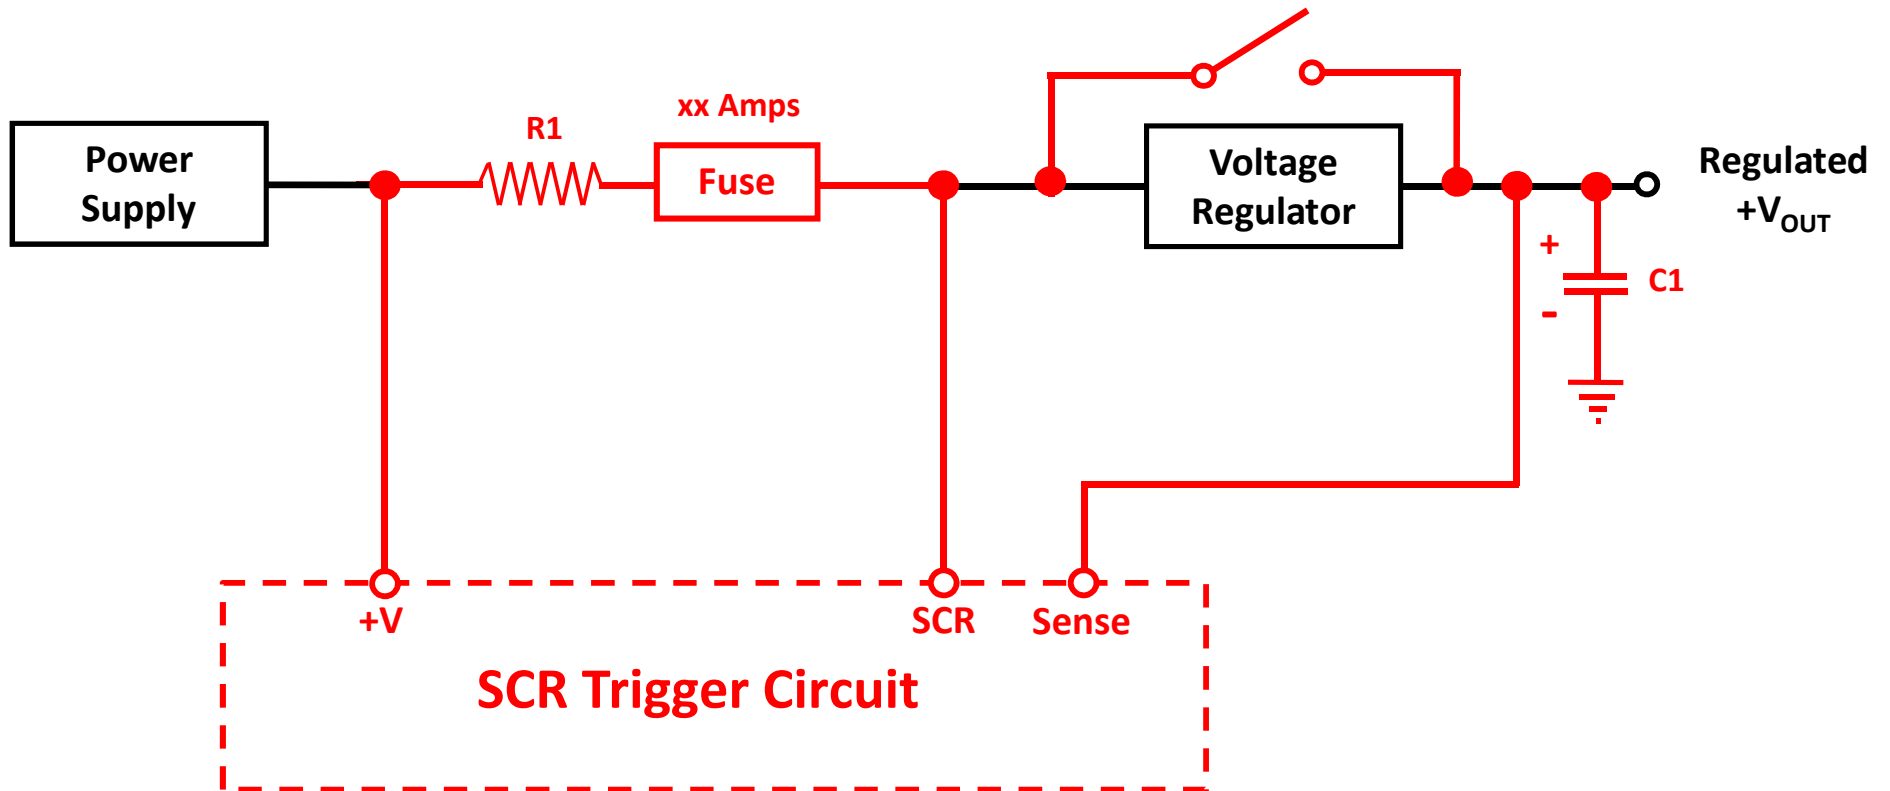 xx Amps
R1
Power
Supply
Fuse
Voltage
Regulator
Regulated
+VOUT
+
-
C1
+V
SCR
Sense
SCR Trigger Circuit